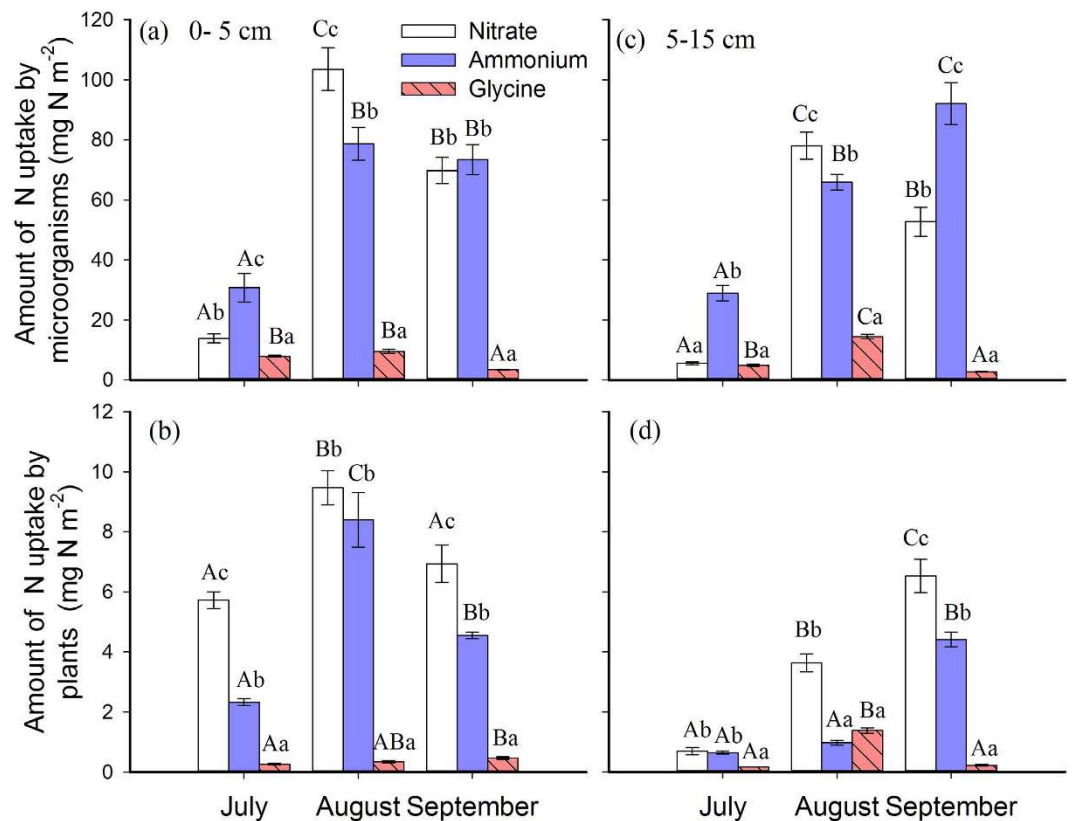 (a) 0- 5 cm
Nitrate
Ammonium
Glycine
(c) 5-15 cm
Amount of N uptake by
microorganisms (mg N m-2)
120
100
80
60
40
20
0
Ab Ac Ba
Cc Bb Ba
Bb Bb Aa
Aa Ab Ba
Cc Bb Ca
Bb Cc Aa
(b)
(d)
Amount of N uptake by
plants (mg N m-2)
12
10
8
6
4
2
0
Ac Ab Aa
Bb Cb ABa
Ac Bb Ba
Ab Ab Aa
Bb Aa Ba
Cc Bb Aa
July August September
July August September